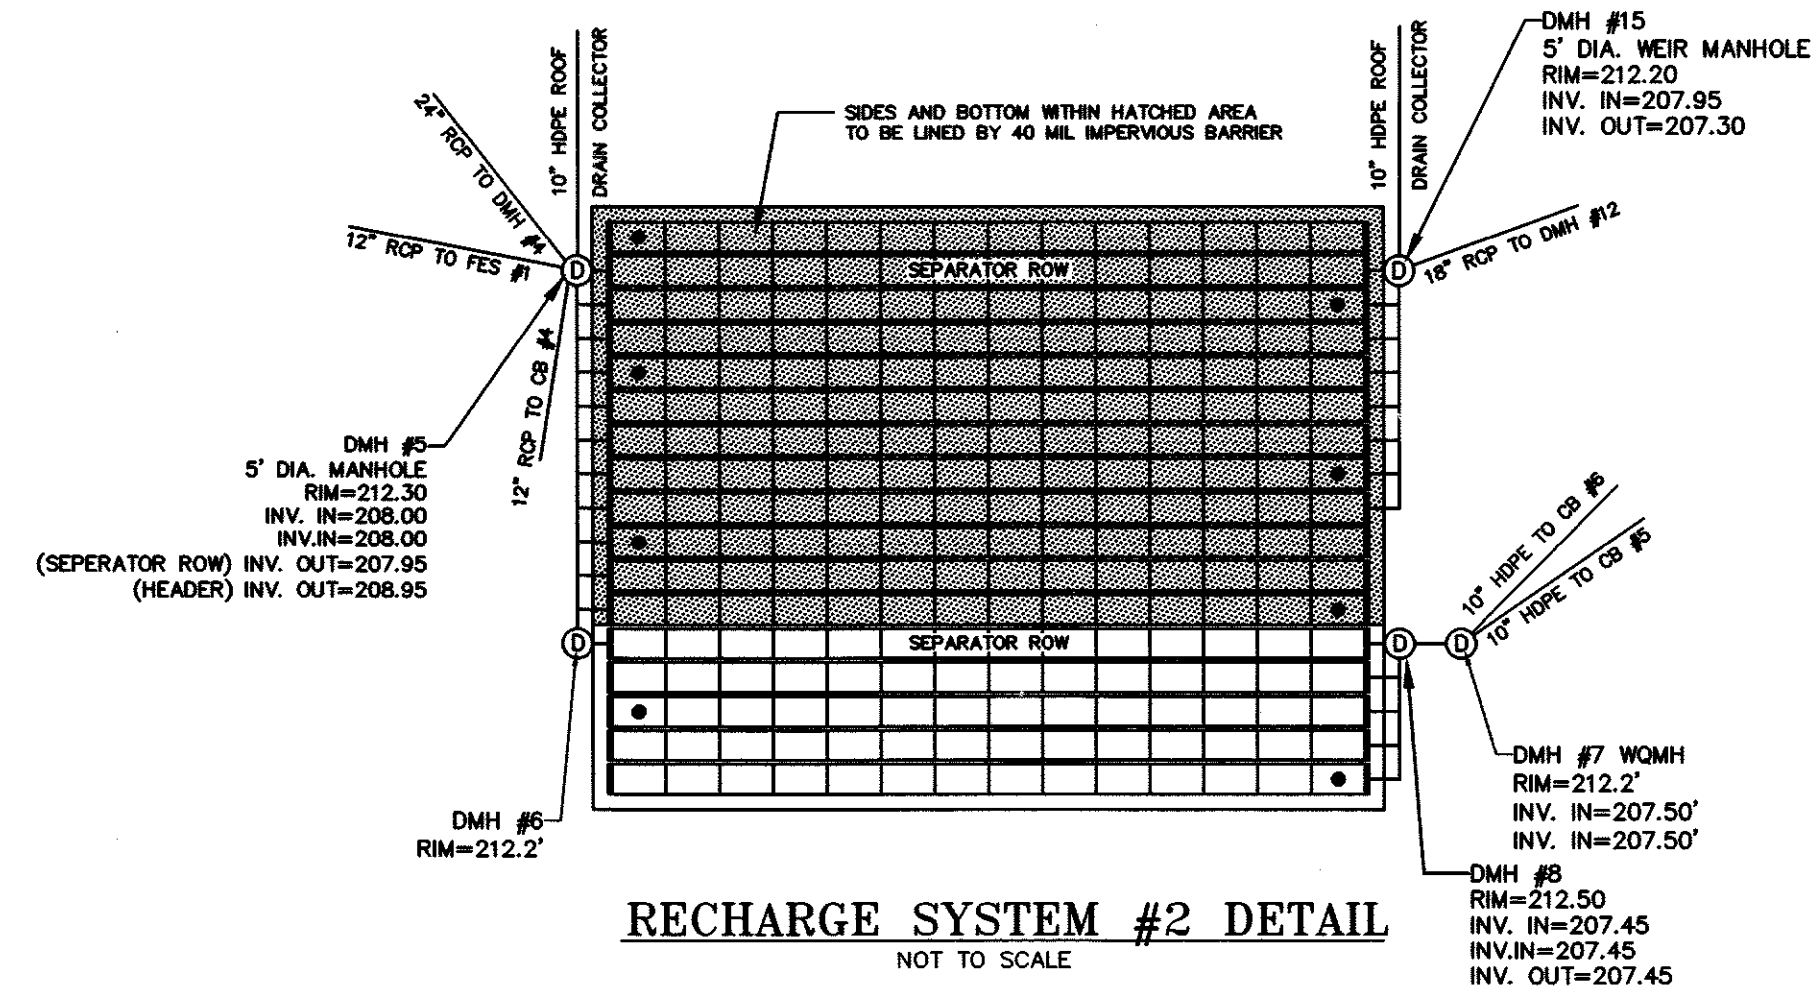 10" HDPE ROOF
DRAIN COLLECTOR
10" HDPE ROOF
DRAIN COLLECTOR
DMH #15
5' DIA. WEIR MANHOLE
RIM=212.20
INV. IN=207.95
INV. OUT=207.30
24" RCP TO DMH #4
12" RCP TO FES #1
SIDES AND BOTTOM WITHIN HATCHED AREA
TO BE LINED BY 40 MIL IMPERVIOUS BARRIER
D
SEPARATOR ROW
D
18" RCP TO DMH #12
12" RCP TO CB #4
DMH #5
5' DIA. MANHOLE
RIM=212.30
INV. IN=208.00
INV.IN=208.00
(SEPERATOR ROW) INV. OUT=207.95
(HEADER) INV. OUT=208.95
10" HDPE TO CB #6
10" HDPE TO CB #5
D
SEPARATOR ROW
D
D
DMH #6
RIM=212.2'
DMH #7 WQMH
RIM=212.2'
INV. IN=207.50'
INV. IN=207.50'
DMH #8
RIM=212.50
INV. IN=207.45
INV.IN=207.45
INV. OUT=207.45
RECHARGE SYSTEM #2 DETAIL
NOT TO SCALE